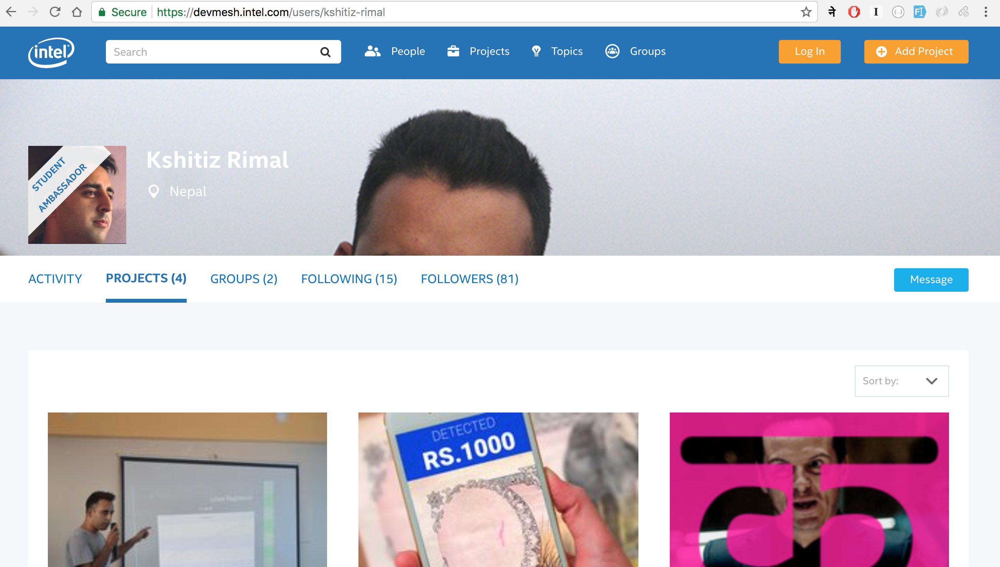 Secure https://devmesh.intel.com/users/kshitiz-rimal
ने I {...} FI
intel Search People Projects Topics Groups Log In Add Project
STUDENT
AMBASSADOR
Kshitiz Rimal
Nepal
ACTIVITY PROJECTS (4) GROUPS (2) FOLLOWING (15) FOLLOWERS (81) Message
Sort by:
DETECTED
RS.1000